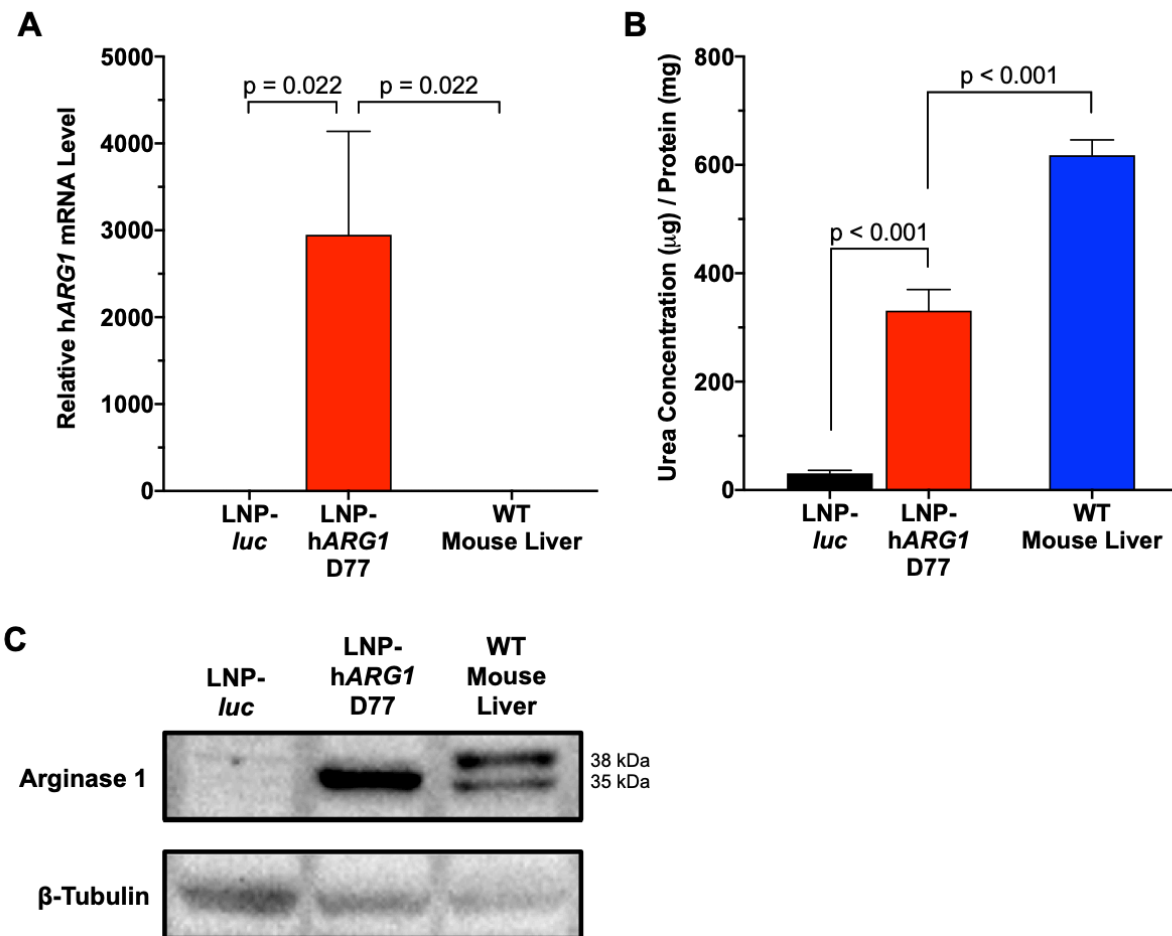 A
Relative hARG1 mRNA Level
5000
4000
3000
2000
1000
0
p = 0.022
p = 0.022
LNP-
luc
LNP-
hARG1
D77
WT
Mouse Liver
B
Urea Concentration (µg) / Protein (mg)
800
600
400
200
0
p < 0.001
p < 0.001
LNP-
luc
LNP-
hARG1
D77
WT
Mouse Liver
C
LNP-
luc
LNP-
hARG1
D77
WT
Mouse
Liver
Arginase 1
38 kDa
35 kDa
β-Tubulin